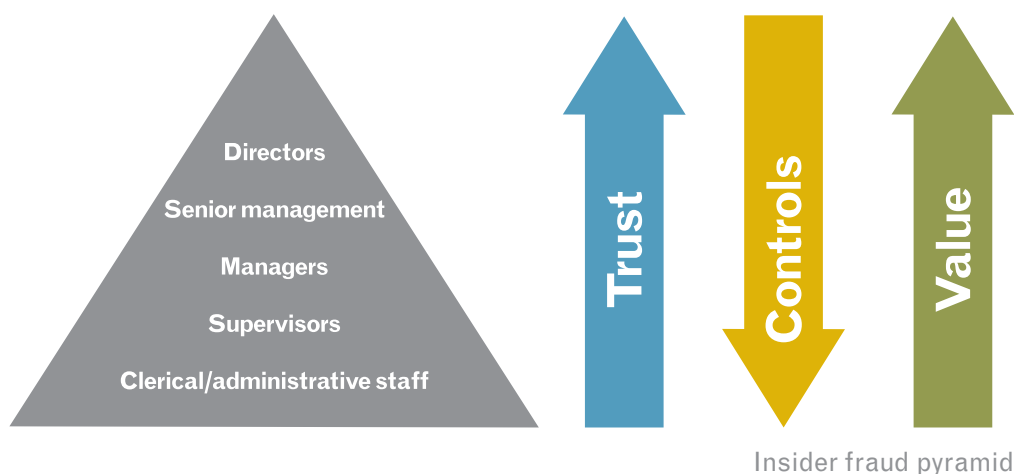 Directors
Senior management
Managers
Supervisors
Clerical/administrative staff
Trust
Controls
Value
Insider fraud pyramid